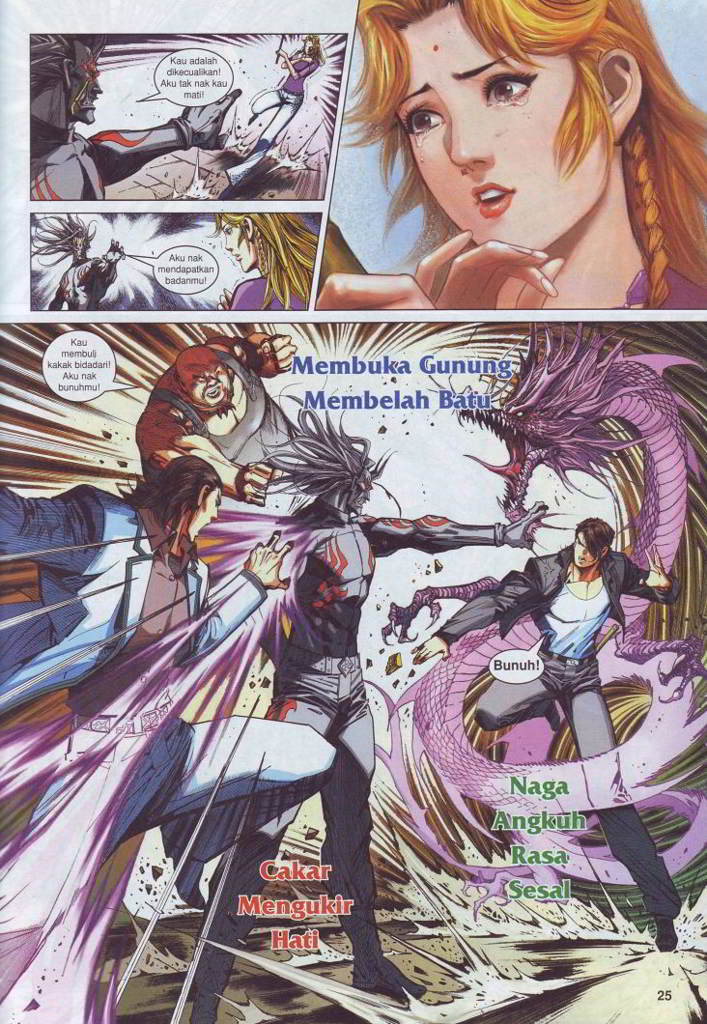 Kau adalah
dikecualikan!
Aku tak nak kau
mati!
Aku nak
mendapatkan
badanmu!
Kau
membulj
kakak bidadari!
Aku nak
bunuhmu!
Membuka Gunung
Membelah Batu
Bunuh!
Naga
Angkuh
Rasa
Sesal
Cakar
Mengukir
Hati
25